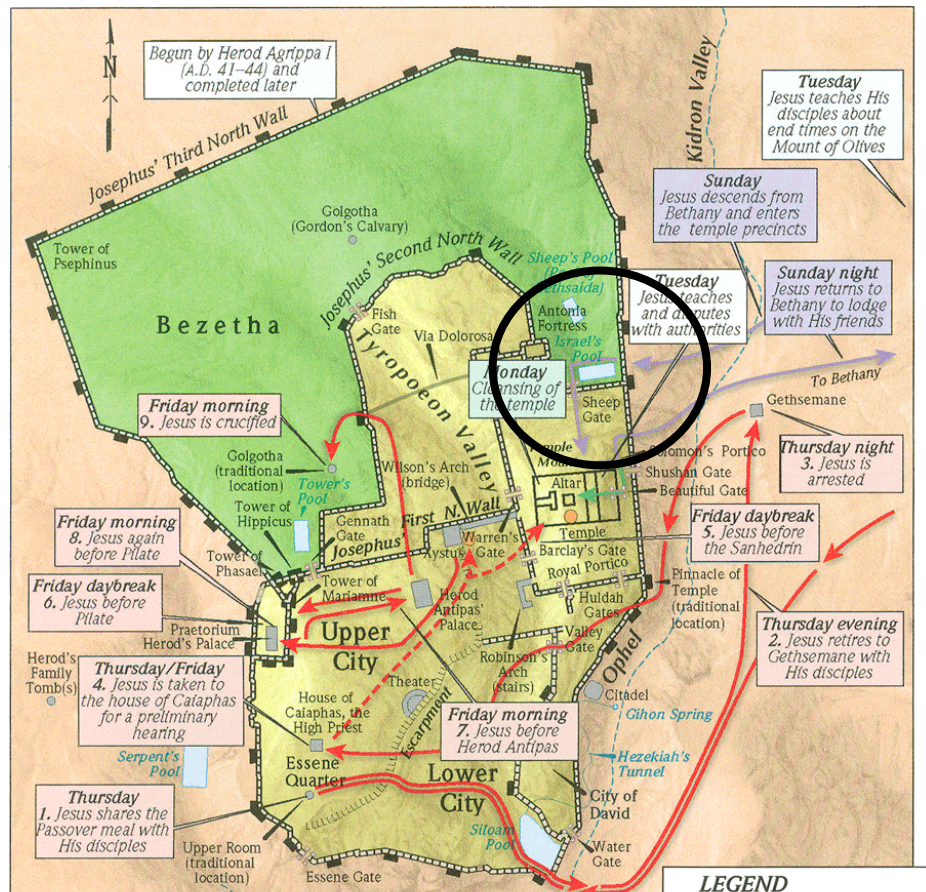 N
Begun by Herod Agrippa I
(A.D. 41–44) and
completed later
Josephus' Third North Wall
Kidron Valley
Tuesday
Jesus teaches His
disciples about
end times on the
Mount of Olives
Sunday
Jesus descends from
Bethany and enters
the temple precincts
Golgotha
(Gordon's Calvary)
Tower of
Psephinus
Josephus' Second North Wall
Sheep's Pool
Tuesday
Jesus teaches
and disputes
with authorities
Sunday night
Jesus returns to
Bethany to lodge
with His friends
Bezetha
Fish
Gate
Via Dolorosa
Antonia
Fortress
Israel's
Pool
Tyropoeon Valley
Monday
Cleansing of
the temple
To Bethany
Sheep
Gate
Gethsemane
Friday morning
9. Jesus is crucified
Thursday night
3. Jesus is
arrested
Golgotha
(traditional
location)
Tower's
Pool
Wilson's Arch
(bridge)
Temple
Altar
Solomon's Portico
Shushan Gate
Beautiful Gate
Tower of
Hippicus
Gennath
Gate
Josephus' First N. Wall
Friday morning
8. Jesus again
before Pilate
Xystus
Warren's
Gate
Temple
Barclay's Gate
Royal Portico
Friday daybreak
5. Jesus before
the Sanhedrin
Tower of
Phasael
Tower of
Mariamne
Friday daybreak
6. Jesus before
Pilate
Herod
Antipas'
Palace
Huldah
Gates
Pinnacle of
Temple
(traditional
location)
Praetorium
Herod's Palace
Upper
City
Valley
Gate
Ophel
Thursday evening
2. Jesus retires to
Gethsemane with
His disciples
Herod's
Family
Tomb(s)
Thursday/Friday
4. Jesus is taken to
the house of Caiaphas
for a preliminary
hearing
Robinson's
Arch
(stairs)
Theater
Escarpment
Citadel
House of
Caiaphas, the
High Priest
Friday morning
7. Jesus before
Herod Antipas
Gihon Spring
Serpent's
Pool
Essene
Quarter
Hezekiah's
Tunnel
Lower
City
City of
David
Thursday
1. Jesus shares the
Passover meal with
His disciples
Siloam
Pool
Water
Gate
Upper Room
(traditional
location)
Essene Gate
LEGEND